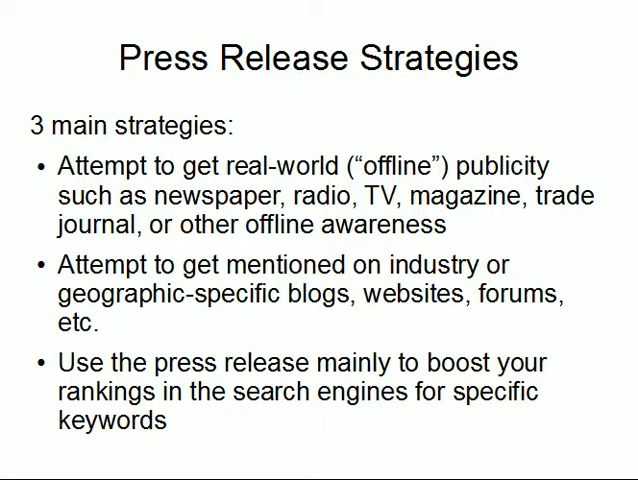 Press Release Strategies
3 main strategies:
• Attempt to get real-world (“offline”) publicity
such as newspaper, radio, TV, magazine, trade
journal, or other offline awareness
• Attempt to get mentioned on industry or
geographic-specific blogs, websites, forums,
etc.
• Use the press release mainly to boost your
rankings in the search engines for specific
keywords